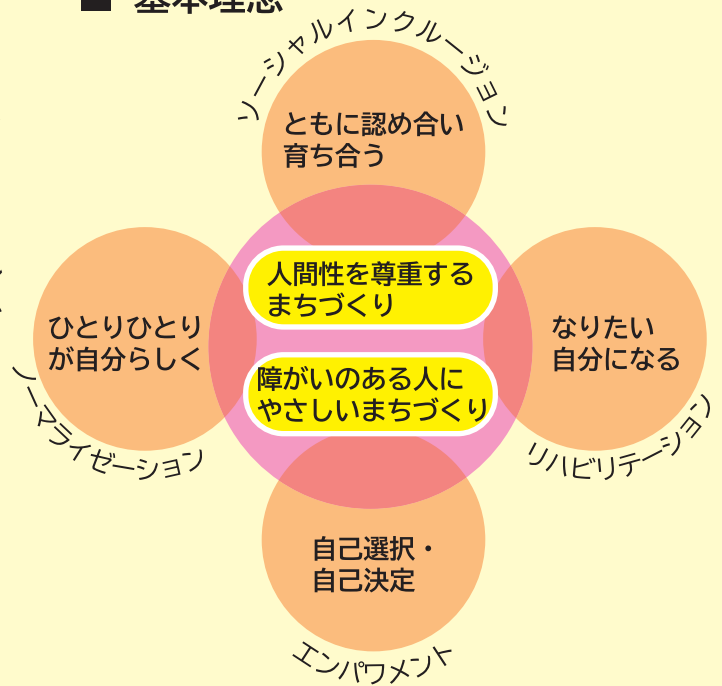 ■ 基本理念
ソーシャルインクルージョン
ともに認め合い
育ち合う
人間性を尊重する
まちづくり
ひとりひとり
が自分らしく
ノーマライゼーション
なりたい
自分になる
リハビリテーション
障がいのある人に
やさしいまちづくり
自己選択・
自己決定
エンパワメント